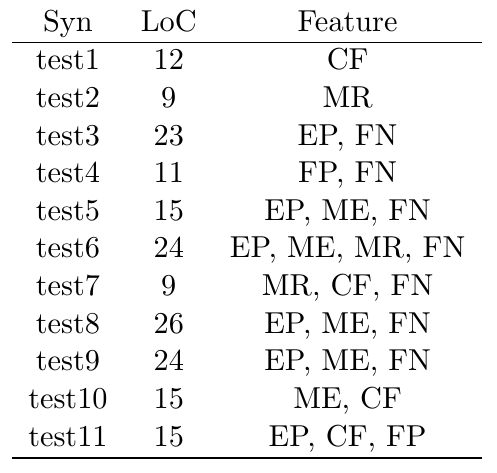 Syn LoC Feature
test1 12 CF
test2 9 MR
test3 23 EP, FN
test4 11 FP, FN
test5 15 EP, ME, FN
test6 24 EP, ME, MR, FN
test7 9 MR, CF, FN
test8 26 EP, ME, FN
test9 24 EP, ME, FN
test10 15 ME, CF
test11 15 EP, CF, FP